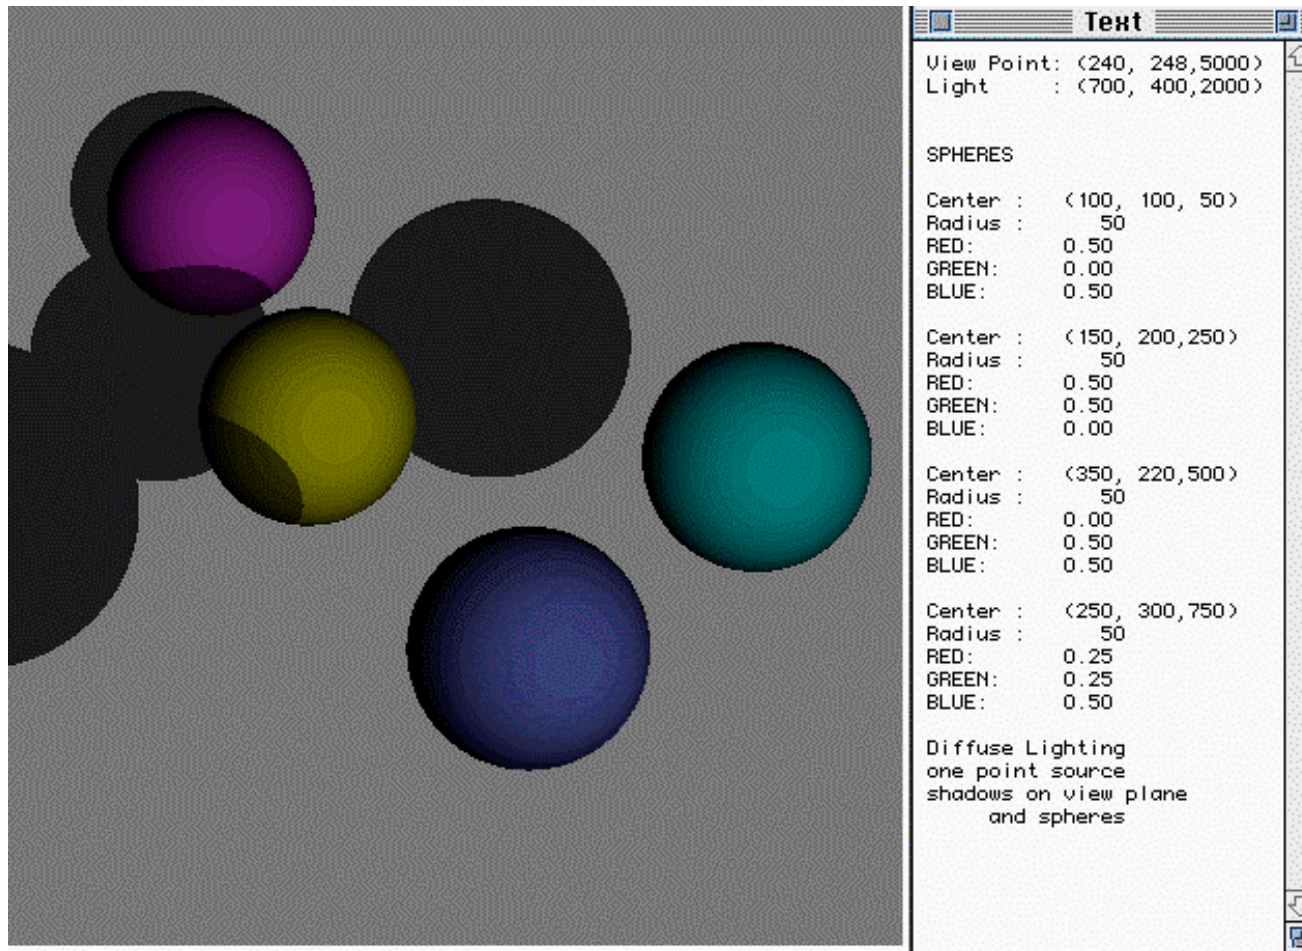 Text
View Point: (240, 248,5000)
Light     : (700, 400,2000)
SPHERES
Center :   (100, 100, 50)
Radius :      50
RED:       0.50
GREEN:     0.00
BLUE:      0.50
Center :   (150, 200,250)
Radius :      50
RED:       0.50
GREEN:     0.50
BLUE:      0.00
Center :   (350, 220,500)
Radius :      50
RED:       0.00
GREEN:     0.50
BLUE:      0.50
Center :   (250, 300,750)
Radius :      50
RED:       0.25
GREEN:     0.25
BLUE:      0.50
Diffuse Lighting
one point source
shadows on view plane
     and spheres